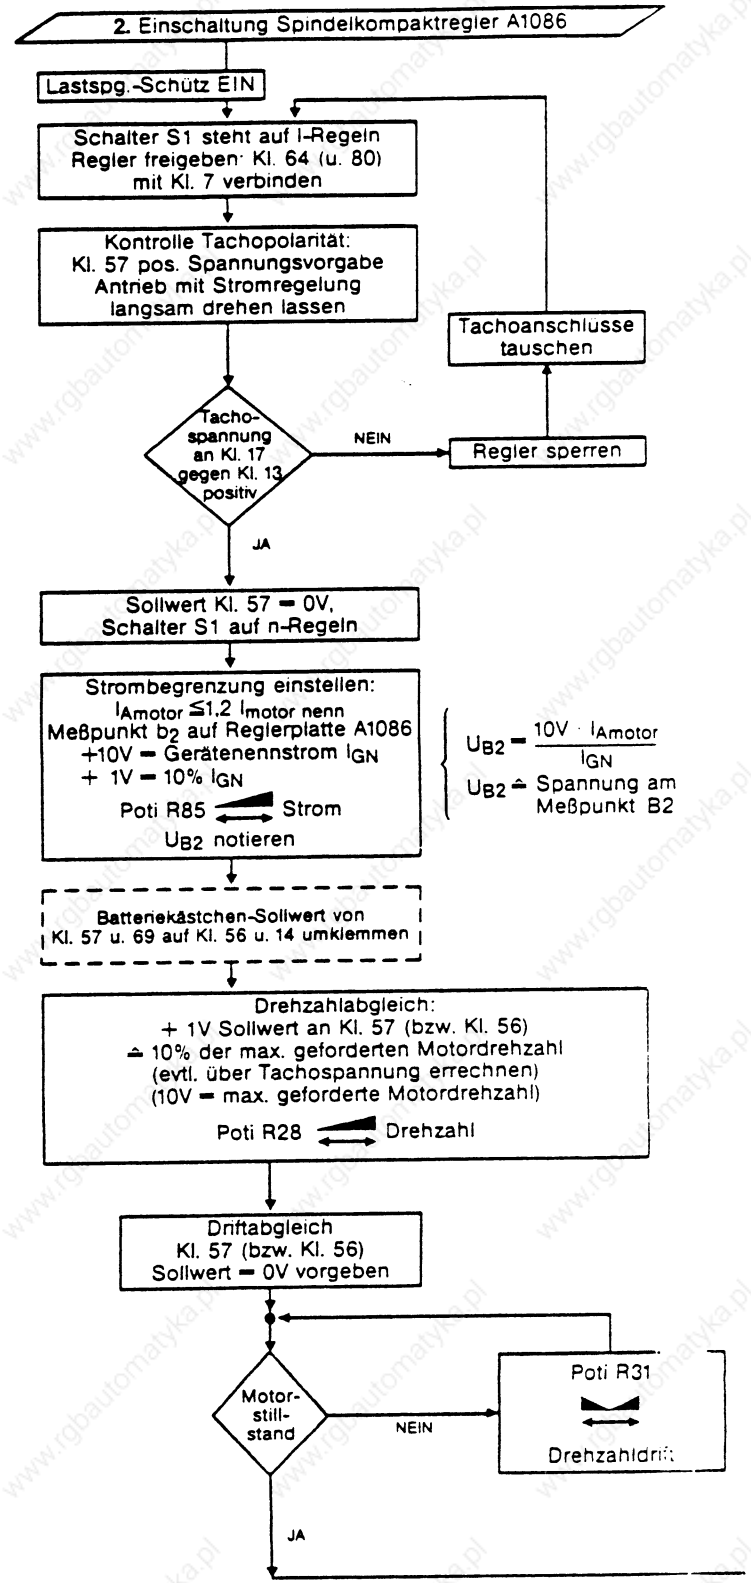 2. Einschaltung Spindelkompaktregler A1086
Lastspg.-Schütz EIN
Schalter S1 steht auf I-Regeln
Regler freigeben: Kl. 64 (u. 80)
mit Kl. 7 verbinden
Kontrolle Tachopolarität:
Kl. 57 pos. Spannungsvorgabe
Antrieb mit Stromregelung
langsam drehen lassen
Tachoanschlüsse
tauschen
Tacho-
spannung
an Kl. 17
gegen Kl. 13
positiv
NEIN
Regler sperren
JA
Sollwert Kl. 57 = 0V,
Schalter S1 auf n-Regeln
Strombegrenzung einstellen:
IAmotor ≦1,2 Imotor nenn
Meßpunkt b2 auf Reglerplatte A1086
+10V = Gerätenennstrom IGN
+ 1V = 10% IGN
Poti R85 Strom
UB2 notieren
UB2 = 10V · IAmotor
IGN
UB2 ≙ Spannung am
Meßpunkt B2
Batteriekästchen-Sollwert von
Kl. 57 u. 69 auf Kl. 56 u. 14 umklemmen
Drehzahlabgleich:
+ 1V Sollwert an Kl. 57 (bzw. Kl. 56)
≙ 10% der max. geforderten Motordrehzahl
(evtl. über Tachospannung errechnen)
(10V = max. geforderte Motordrehzahl)
Poti R28 Drehzahl
Driftabgleich
Kl. 57 (bzw. Kl. 56)
Sollwert = 0V vorgeben
Motor-
still-
stand
NEIN
Poti R31
Drehzahldrift
JA
www.rgbautomatyka.pl